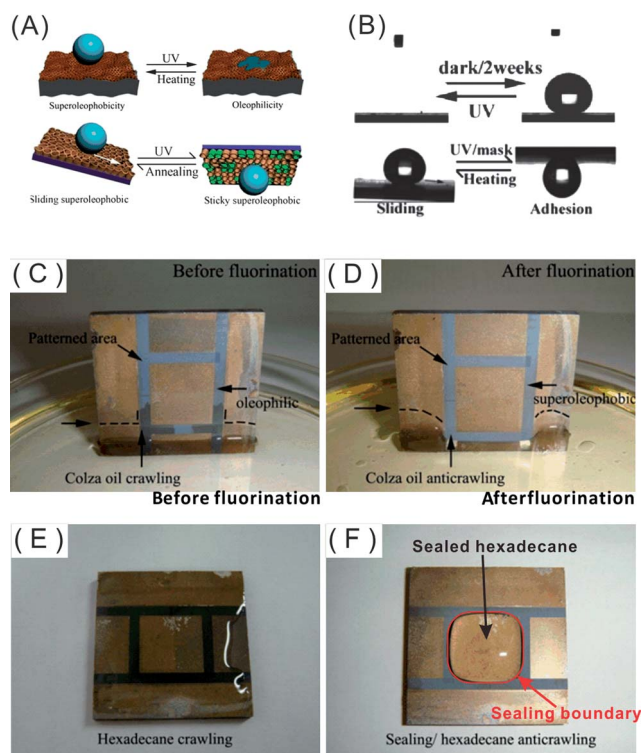 (A)
UV
Heating
Superoleophobicity
Oleophilicity
UV
Annealing
Sliding superoleophobic
Sticky superoleophobic
(B)
dark/2weeks
UV
UV/mask
Heating
Sliding
Adhesion
(C)
Before fluorination
Patterned area
oleophilic
Colza oil crawling
Before fluorination
(D)
After fluorination
Patterned area
superoleophobic
Colza oil anticrawling
Afterfluorination
(E)
Hexadecane crawling
(F)
Sealed hexadecane
Sealing boundary
Sealing/ hexadecane anticrawling